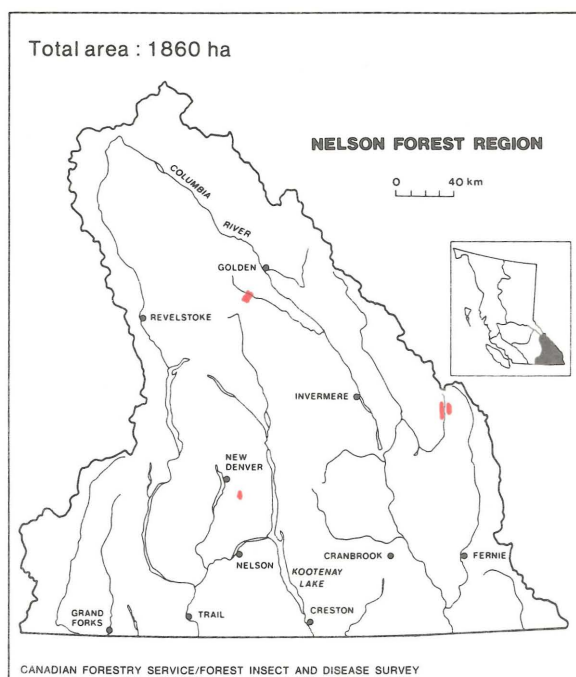 Total area : 1860 ha
NELSON FOREST REGION
0 40 km
COLUMBIA
RIVER
GOLDEN
REVELSTOKE
INVERMERE
NEW
DENVER
NELSON
KOOTENAY
LAKE
CRANBROOK
FERNIE
GRAND
FORKS
TRAIL
CRESTON
CANADIAN FORESTRY SERVICE/FOREST INSECT AND DISEASE SURVEY